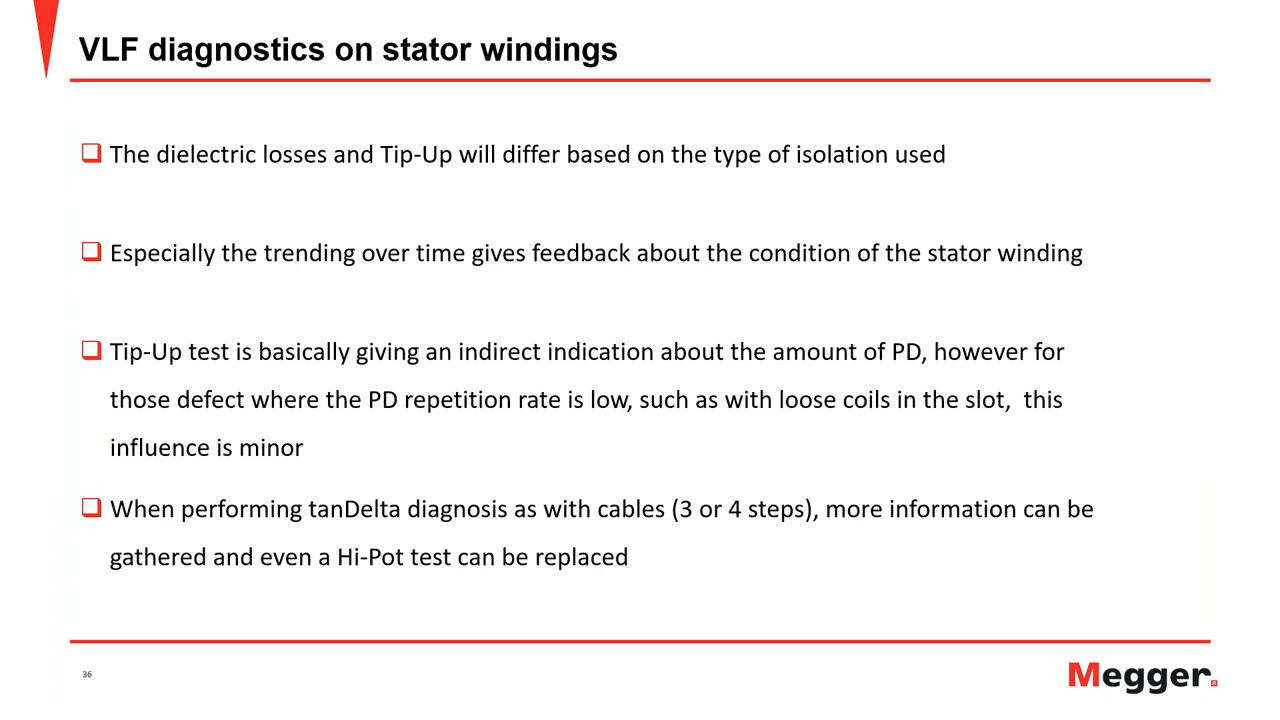 VLF diagnostics on stator windings
The dielectric losses and Tip-Up will differ based on the type of isolation used
Especially the trending over time gives feedback about the condition of the stator winding
Tip-Up test is basically giving an indirect indication about the amount of PD, however for
those defect where the PD repetition rate is low, such as with loose coils in the slot,  this
influence is minor
When performing tanDelta diagnosis as with cables (3 or 4 steps), more information can be
gathered and even a Hi-Pot test can be replaced
36
Megger.